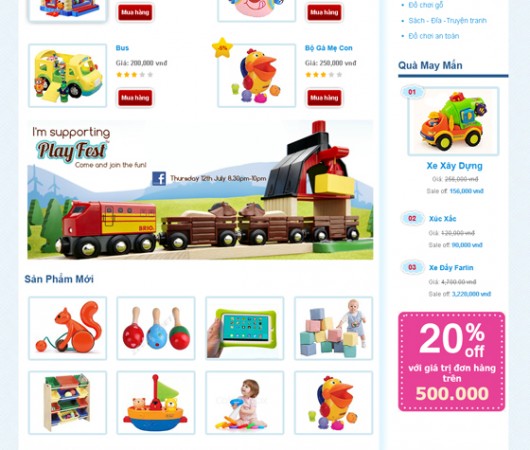 Mua hàng
Mua hàng
Bus
Giá: 200,000 vnđ
Mua hàng
-5%
Bộ Gà Mẹ Con
Giá: 250,000 vnđ
Mua hàng
I'm supporting
PlayFest
Come and join the fun!
Thursday 12th July 8.30pm-10pm
BRIO
Sản Phẩm Mới
Đồ chơi gỗ
Sách - Đĩa -Truyện tranh
Đồ chơi an toàn
Quà May Mắn
01
Xe Xây Dựng
Giá: 256,000 vnđ
Sale off: 156,000 vnđ
02
Xúc Xắc
Giá: 120,000 vnđ
Sale off: 90,000 vnđ
03
Xe Đẩy Farlin
Giá: 4,700,00 vnđ
Sale off: 3,220,000 vnđ
20% off
với giá trị đơn hàng
trên
500.000